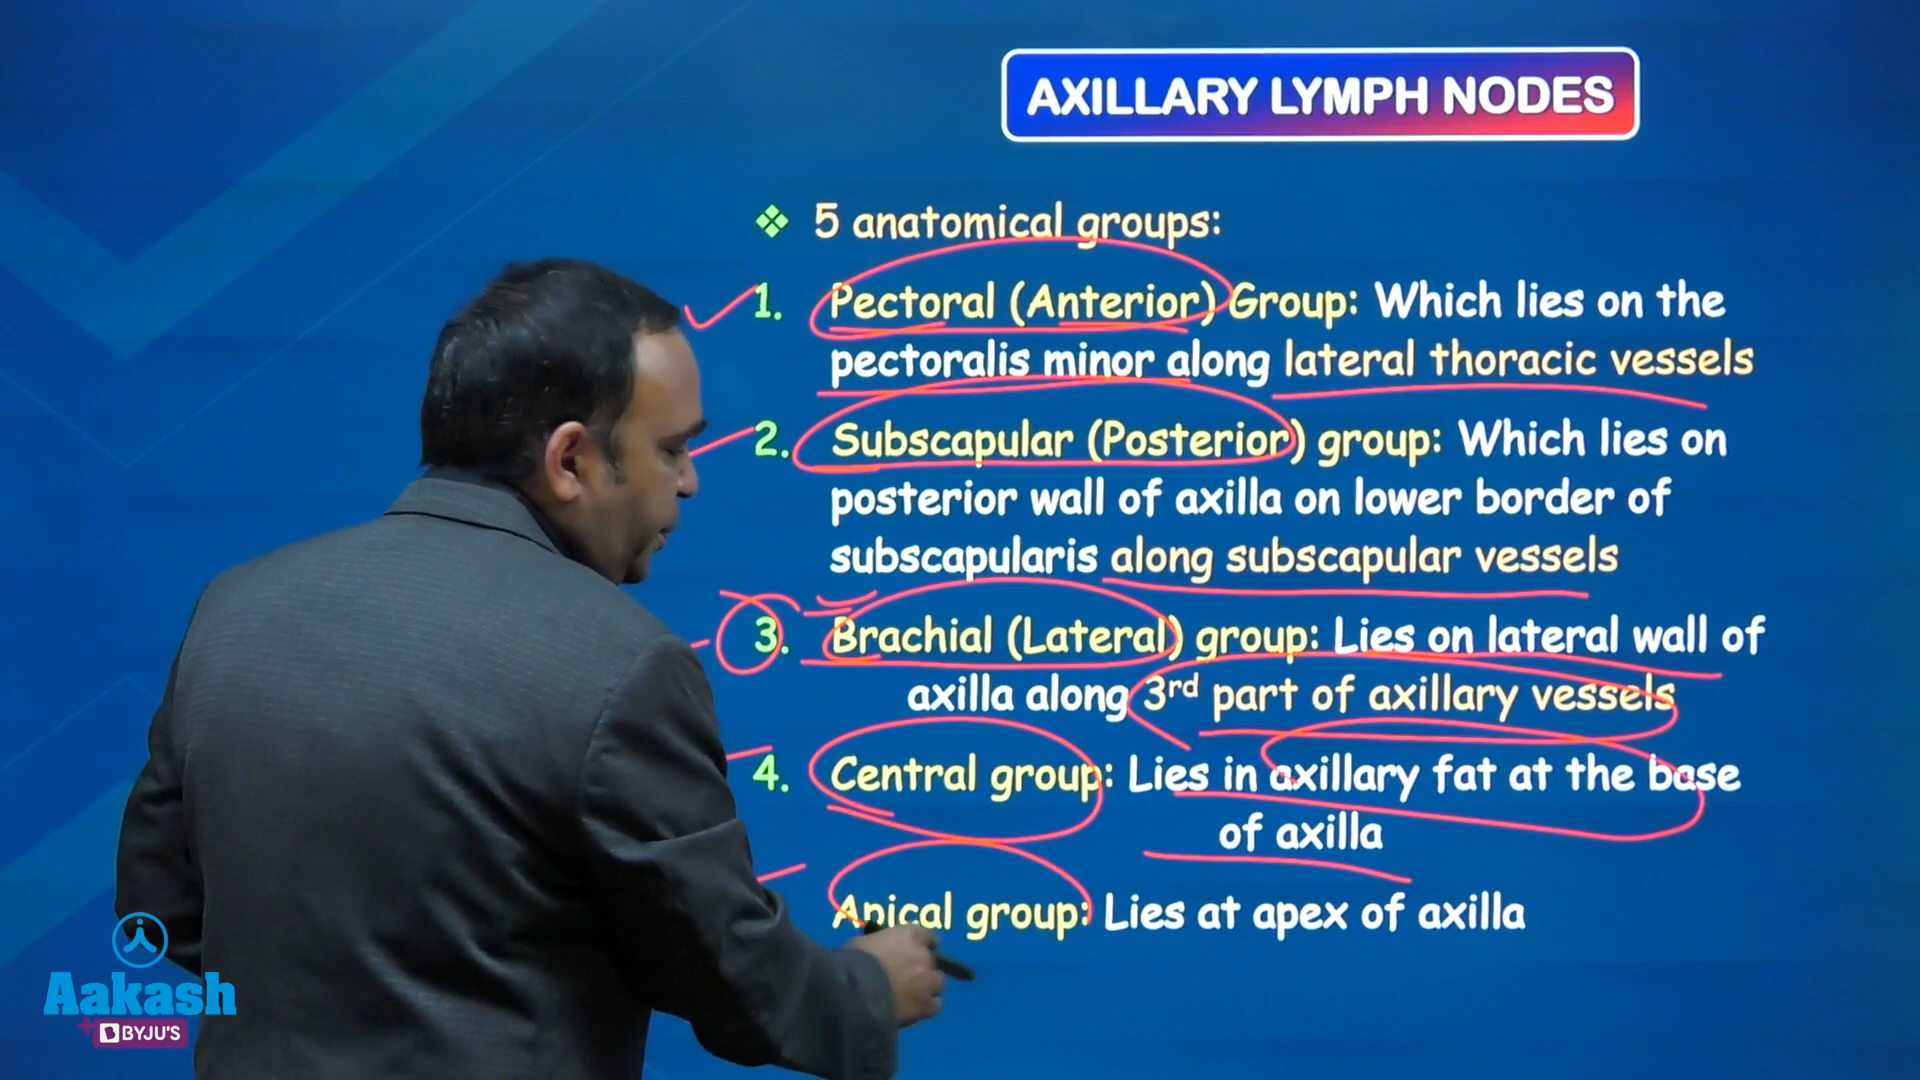 AXILLARY LYMPH NODES
❖ 5 anatomical groups:
1. Pectoral (Anterior) Group: Which lies on the
pectoralis minor along lateral thoracic vessels
2. Subscapular (Posterior) group: Which lies on
posterior wall of axilla on lower border of
subscapularis along subscapular vessels
3. Brachial (Lateral) group: Lies on lateral wall of
axilla along 3rd part of axillary vessels
4. Central group: Lies in axillary fat at the base
of axilla
Apical group: Lies at apex of axilla
Aakash
+ BYJU'S